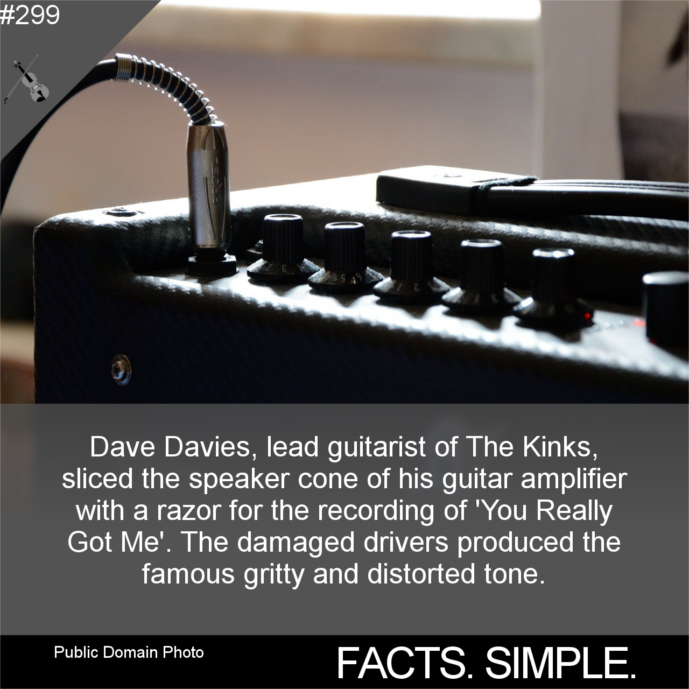 #299
Dave Davies, lead guitarist of The Kinks,
sliced the speaker cone of his guitar amplifier
with a razor for the recording of 'You Really
Got Me'. The damaged drivers produced the
famous gritty and distorted tone.
Public Domain Photo
FACTS. SIMPLE.